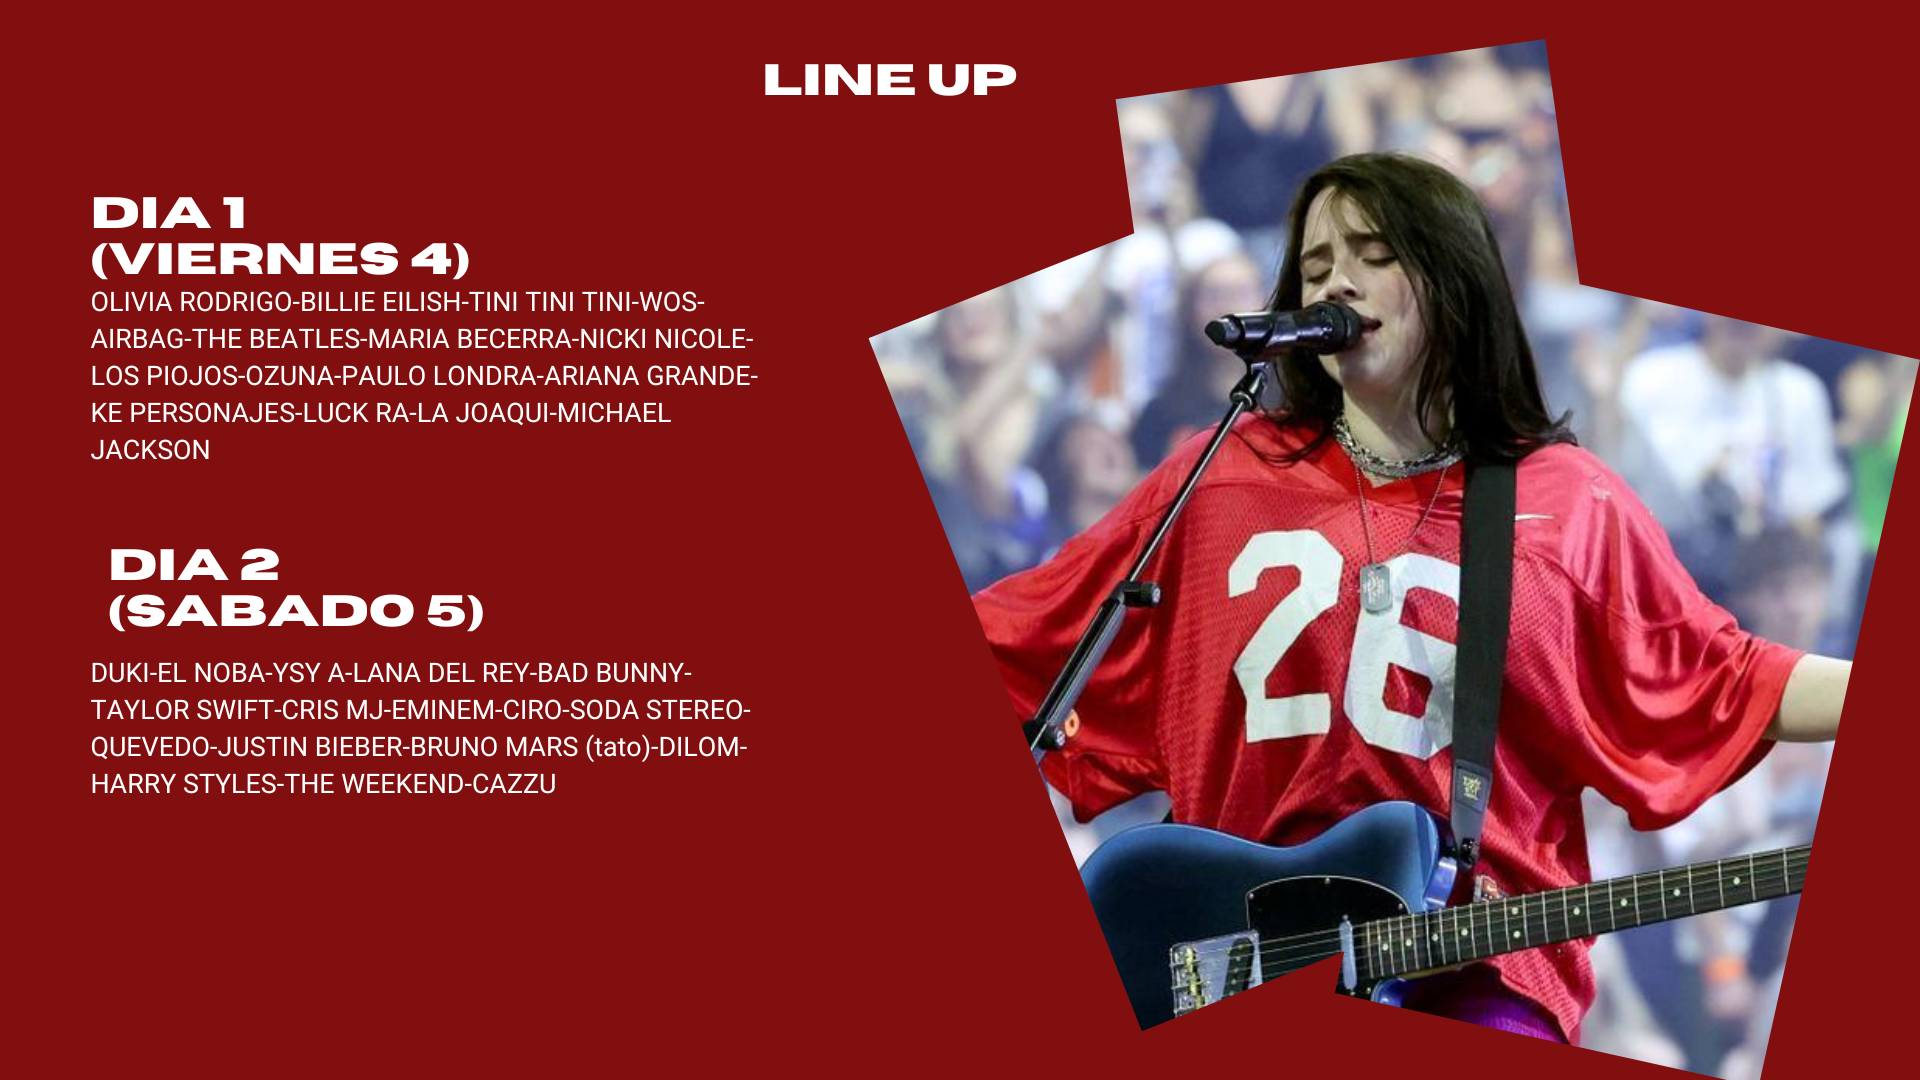 LINE UP
DIA 1
(VIERNES 4)
OLIVIA RODRIGO-BILLIE EILISH-TINI TINI TINI-WOS-
AIRBAG-THE BEATLES-MARIA BECERRA-NICKI NICOLE-
LOS PIOJOS-OZUNA-PAULO LONDRA-ARIANA GRANDE-
KE PERSONAJES-LUCK RA-LA JOAQUI-MICHAEL
JACKSON
DIA 2
(SABADO 5)
DUKI-EL NOBA-YSY A-LANA DEL REY-BAD BUNNY-
TAYLOR SWIFT-CRIS MJ-EMINEM-CIRO-SODA STEREO-
QUEVEDO-JUSTIN BIEBER-BRUNO MARS (tato)-DILOM-
HARRY STYLES-THE WEEKEND-CAZZU
26